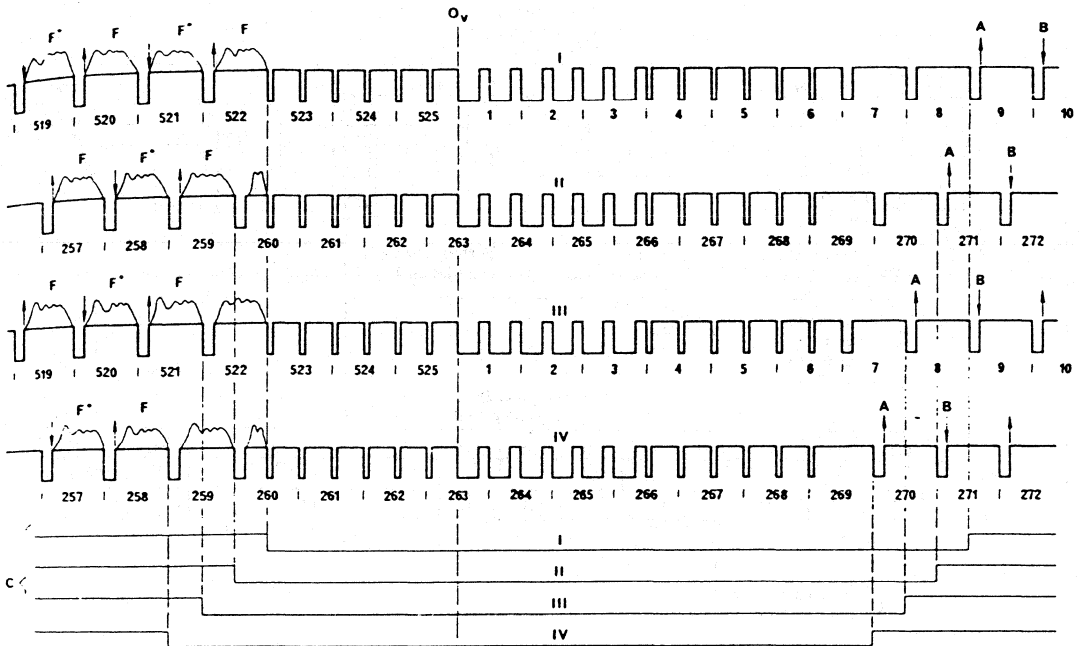 O v
F* F F* F I A B
519 520 521 522 523 524 525 1 2 3 4 5 6 7 8 9 10
F F* F II A B
257 258 259 260 261 262 263 264 265 266 267 268 269 270 271 272
F F* F III A B
519 520 521 522 523 524 525 1 2 3 4 5 6 7 8 9 10
F* F IV A B
257 258 259 260 261 262 263 264 265 266 267 268 269 270 271 272
I
II
C
III
IV